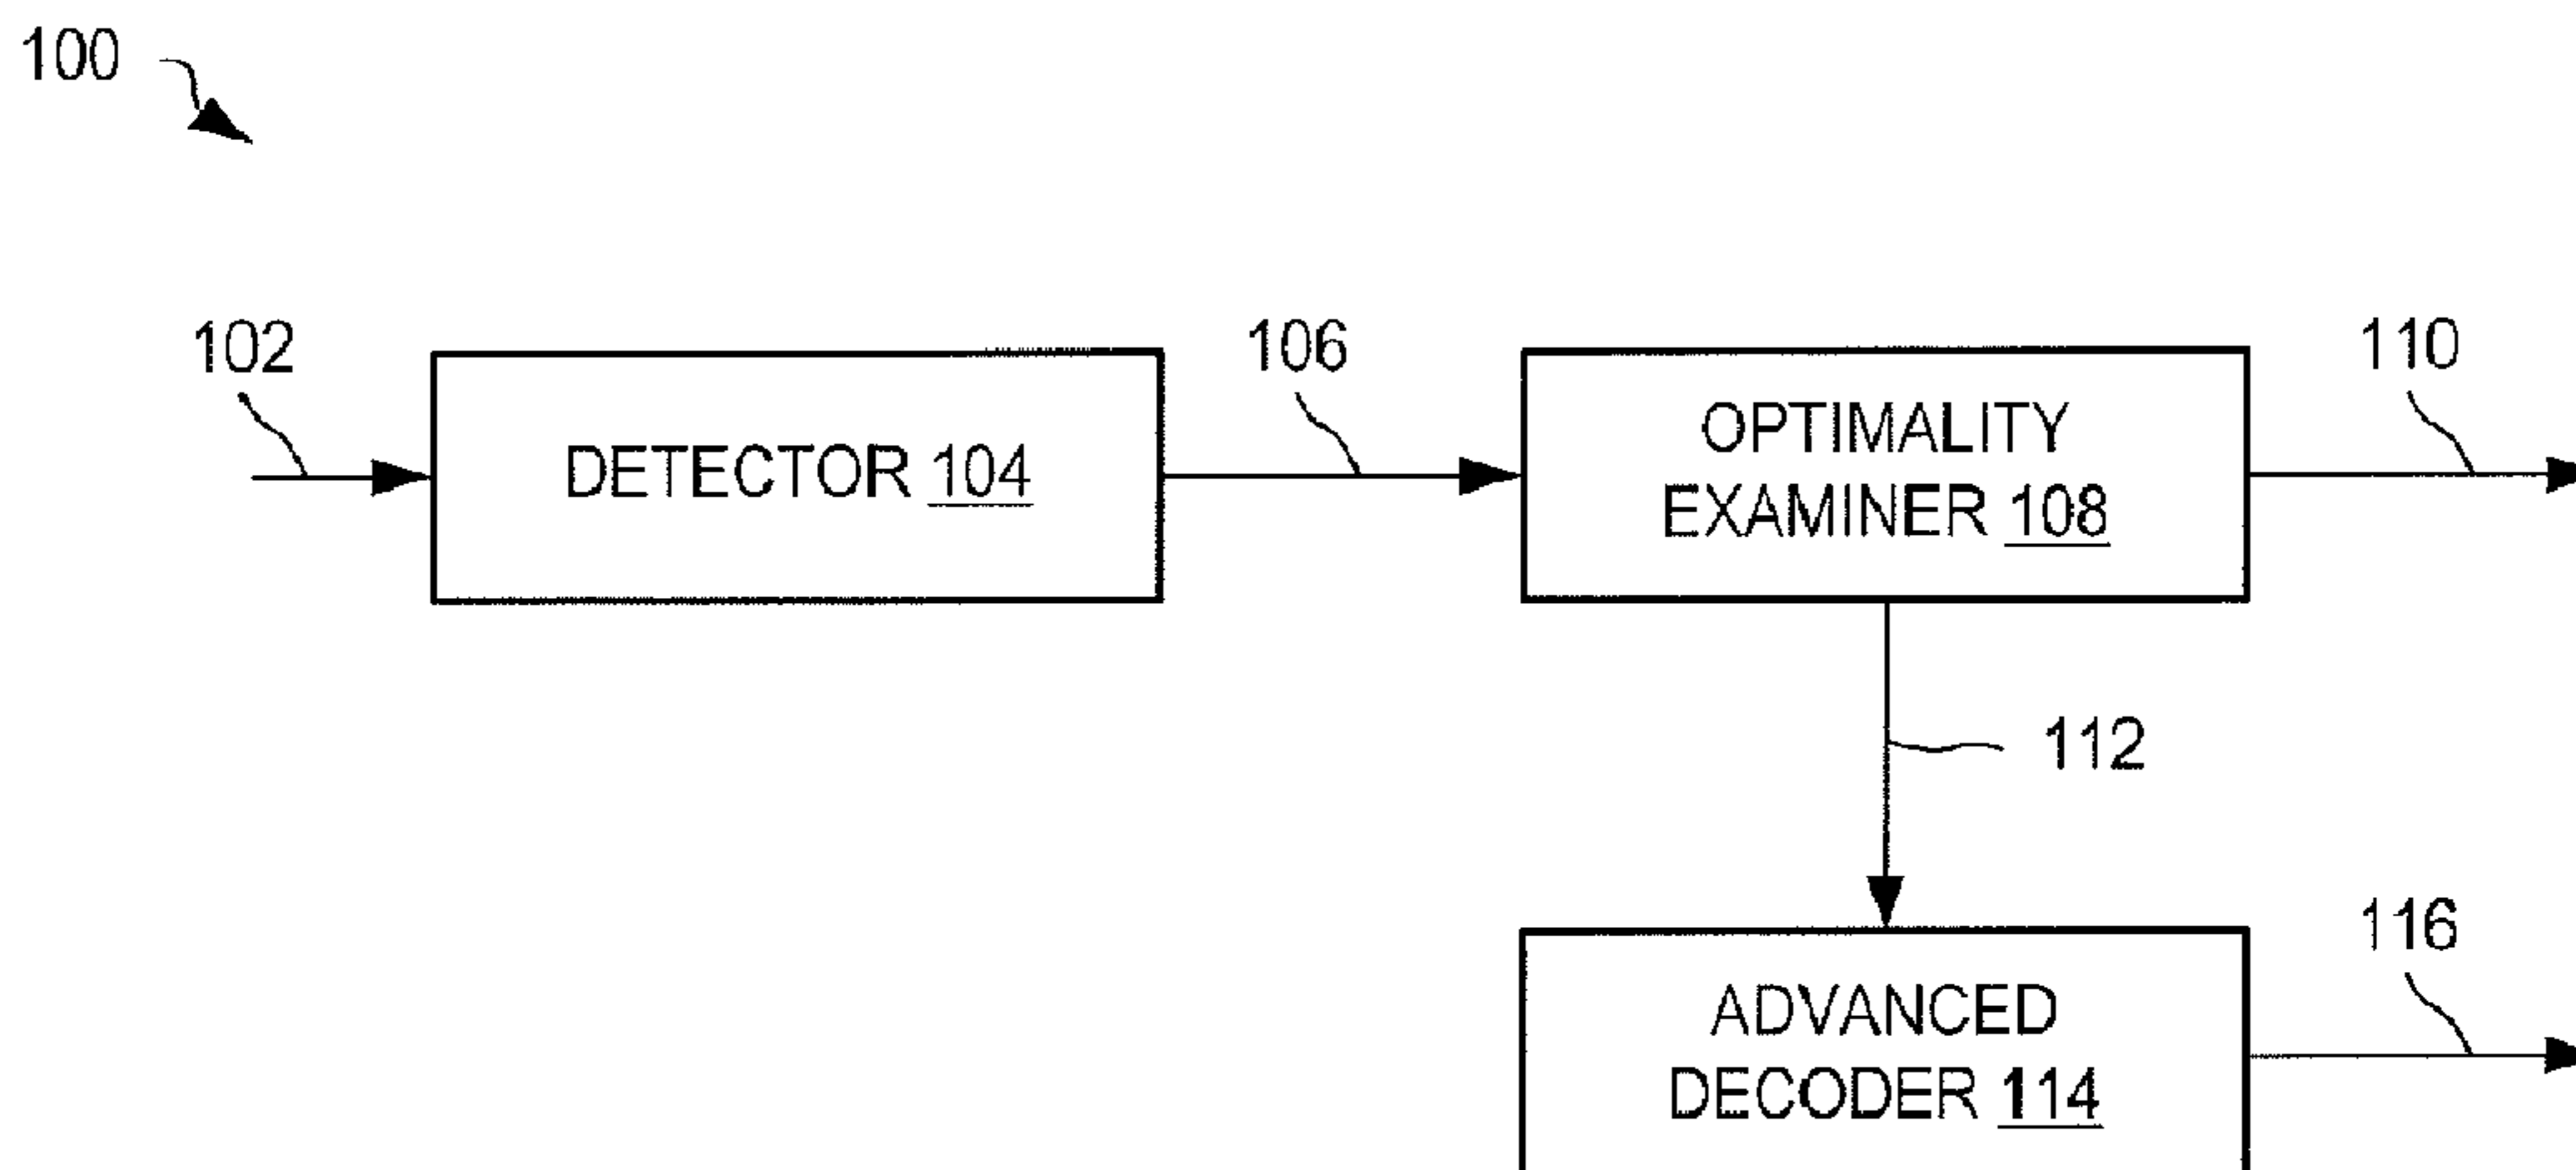 100
102
106
110
DETECTOR 104
OPTIMALITY
EXAMINER 108
112
116
ADVANCED
DECODER 114